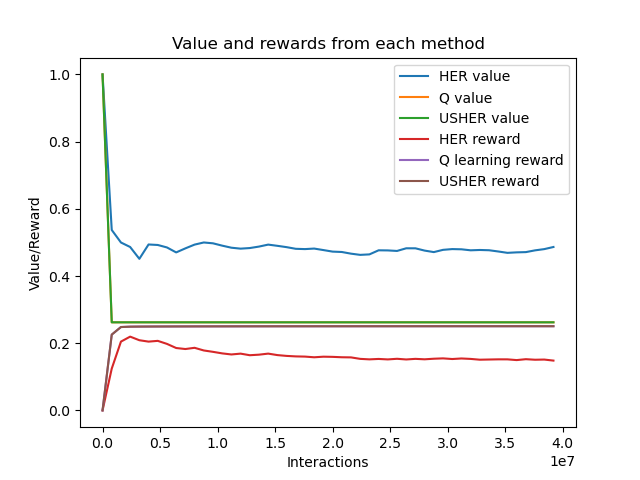 Value and rewards from each method
HER value
Q value
USHER value
HER reward
Q learning reward
USHER reward
Value/Reward
1.0
0.8
0.6
0.4
0.2
0.0
0.0
0.5
1.0
1.5
2.0
2.5
3.0
3.5
4.0
1e7
Interactions